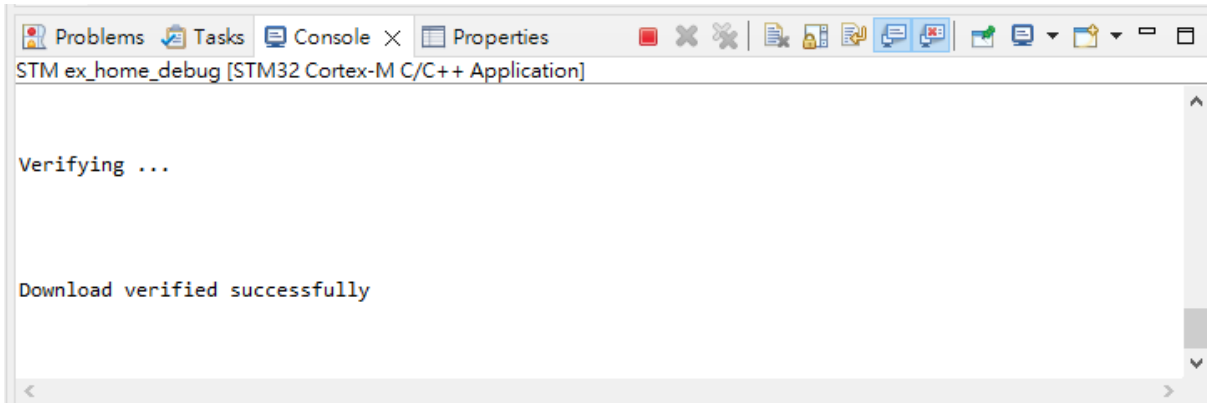 Problems Tasks Console Properties
STM ex_home_debug [STM32 Cortex-M C/C++ Application]
Verifying ...
Download verified successfully